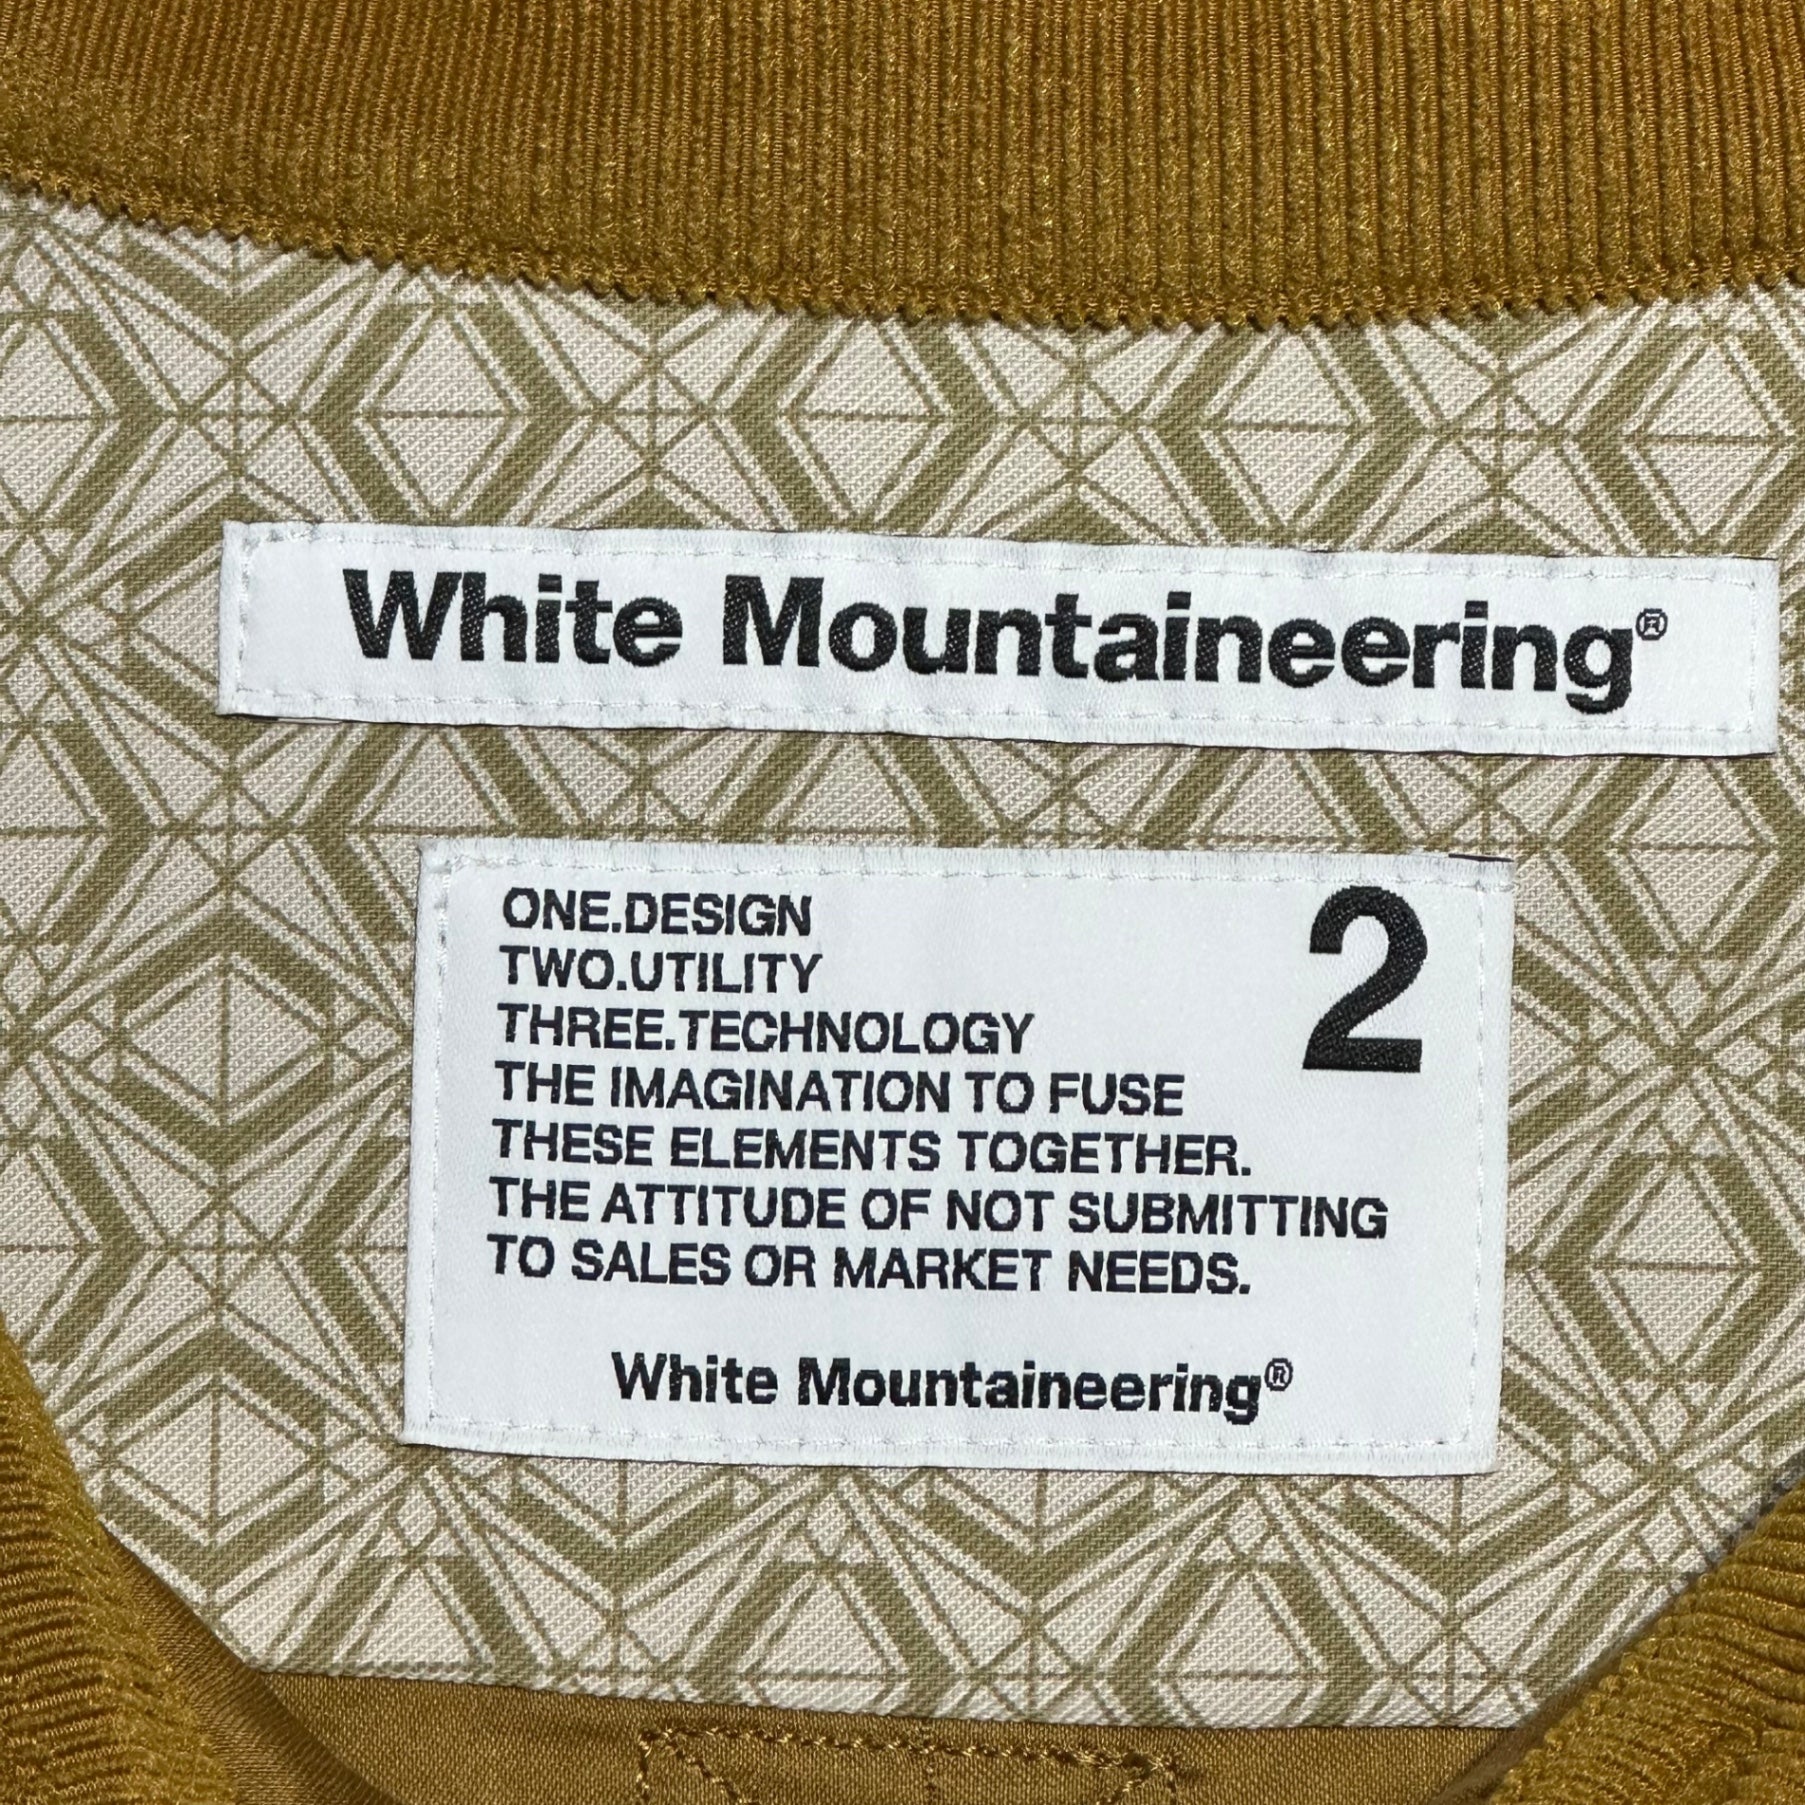 White Mountaineering®
ONE.DESIGN
TWO.UTILITY
THREE.TECHNOLOGY
THE IMAGINATION TO FUSE
THESE ELEMENTS TOGETHER.
THE ATTITUDE OF NOT SUBMITTING
TO SALES OR MARKET NEEDS.
2
White Mountaineering®